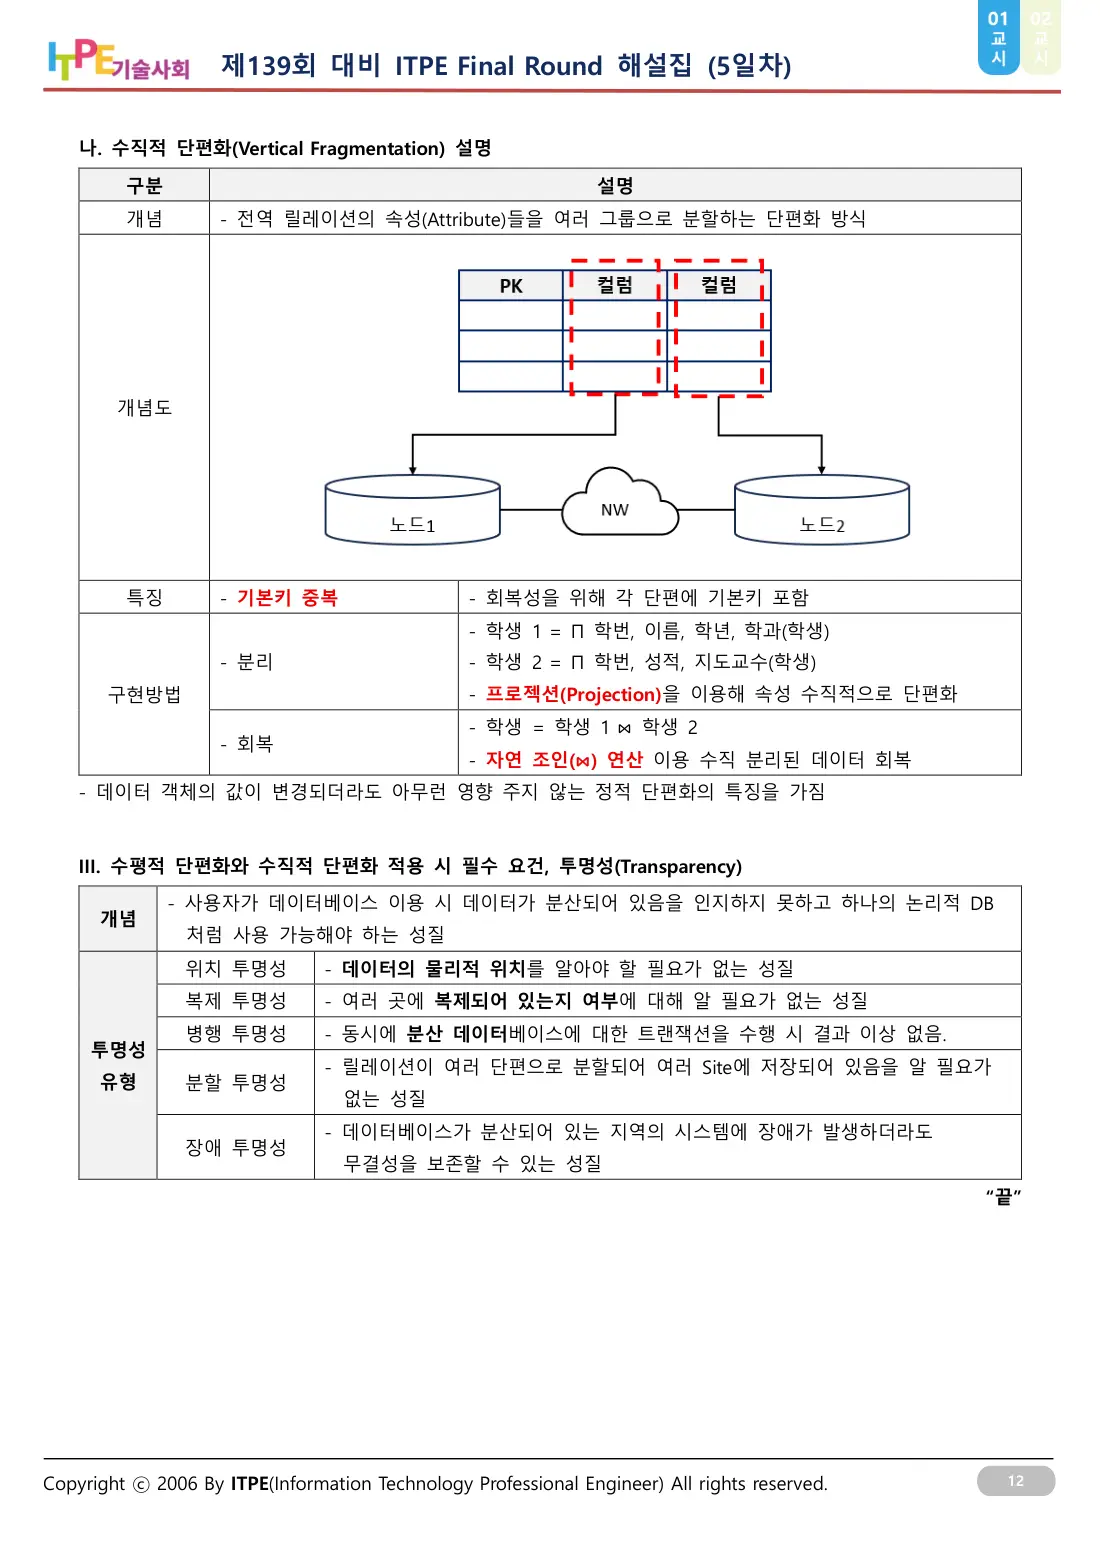 ITPE기술사회 제139회 대비 ITPE Final Round 해설집 (5일차)
01 교 시
02 교 시
나. 수직적 단편화(Vertical Fragmentation) 설명
구분 설명
개념 - 전역 릴레이션의 속성(Attribute)들을 여러 그룹으로 분할하는 단편화 방식
개념도
PK 컬럼 컬럼
노드1 NW 노드2
특징 - 기본키 중복 - 회복성을 위해 각 단편에 기본키 포함
구현방법
- 분리
- 학생 1 = Π 학번, 이름, 학년, 학과(학생)
- 학생 2 = Π 학번, 성적, 지도교수(학생)
- 프로젝션(Projection)을 이용해 속성 수직적으로 단편화
- 회복
- 학생 = 학생 1 ⋈ 학생 2
- 자연 조인(⋈) 연산 이용 수직 분리된 데이터 회복
- 데이터 객체의 값이 변경되더라도 아무런 영향 주지 않는 정적 단편화의 특징을 가짐
III. 수평적 단편화와 수직적 단편화 적용 시 필수 요건, 투명성(Transparency)
개념
- 사용자가 데이터베이스 이용 시 데이터가 분산되어 있음을 인지하지 못하고 하나의 논리적 DB
처럼 사용 가능해야 하는 성질
투명성
유형
위치 투명성 - 데이터의 물리적 위치를 알아야 할 필요가 없는 성질
복제 투명성 - 여러 곳에 복제되어 있는지 여부에 대해 알 필요가 없는 성질
병행 투명성 - 동시에 분산 데이터베이스에 대한 트랜잭션을 수행 시 결과 이상 없음.
분할 투명성
- 릴레이션이 여러 단편으로 분할되어 여러 Site에 저장되어 있음을 알 필요가
없는 성질
장애 투명성
- 데이터베이스가 분산되어 있는 지역의 시스템에 장애가 발생하더라도
무결성을 보존할 수 있는 성질
“끝”
Copyright ⓒ 2006 By ITPE(Information Technology Professional Engineer) All rights reserved.
12